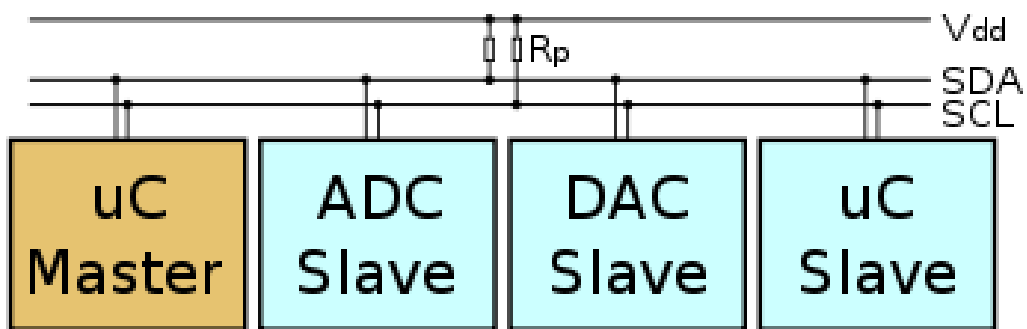 Vdd
Rp
SDA
SCL
uC
Master
ADC
Slave
DAC
Slave
uC
Slave